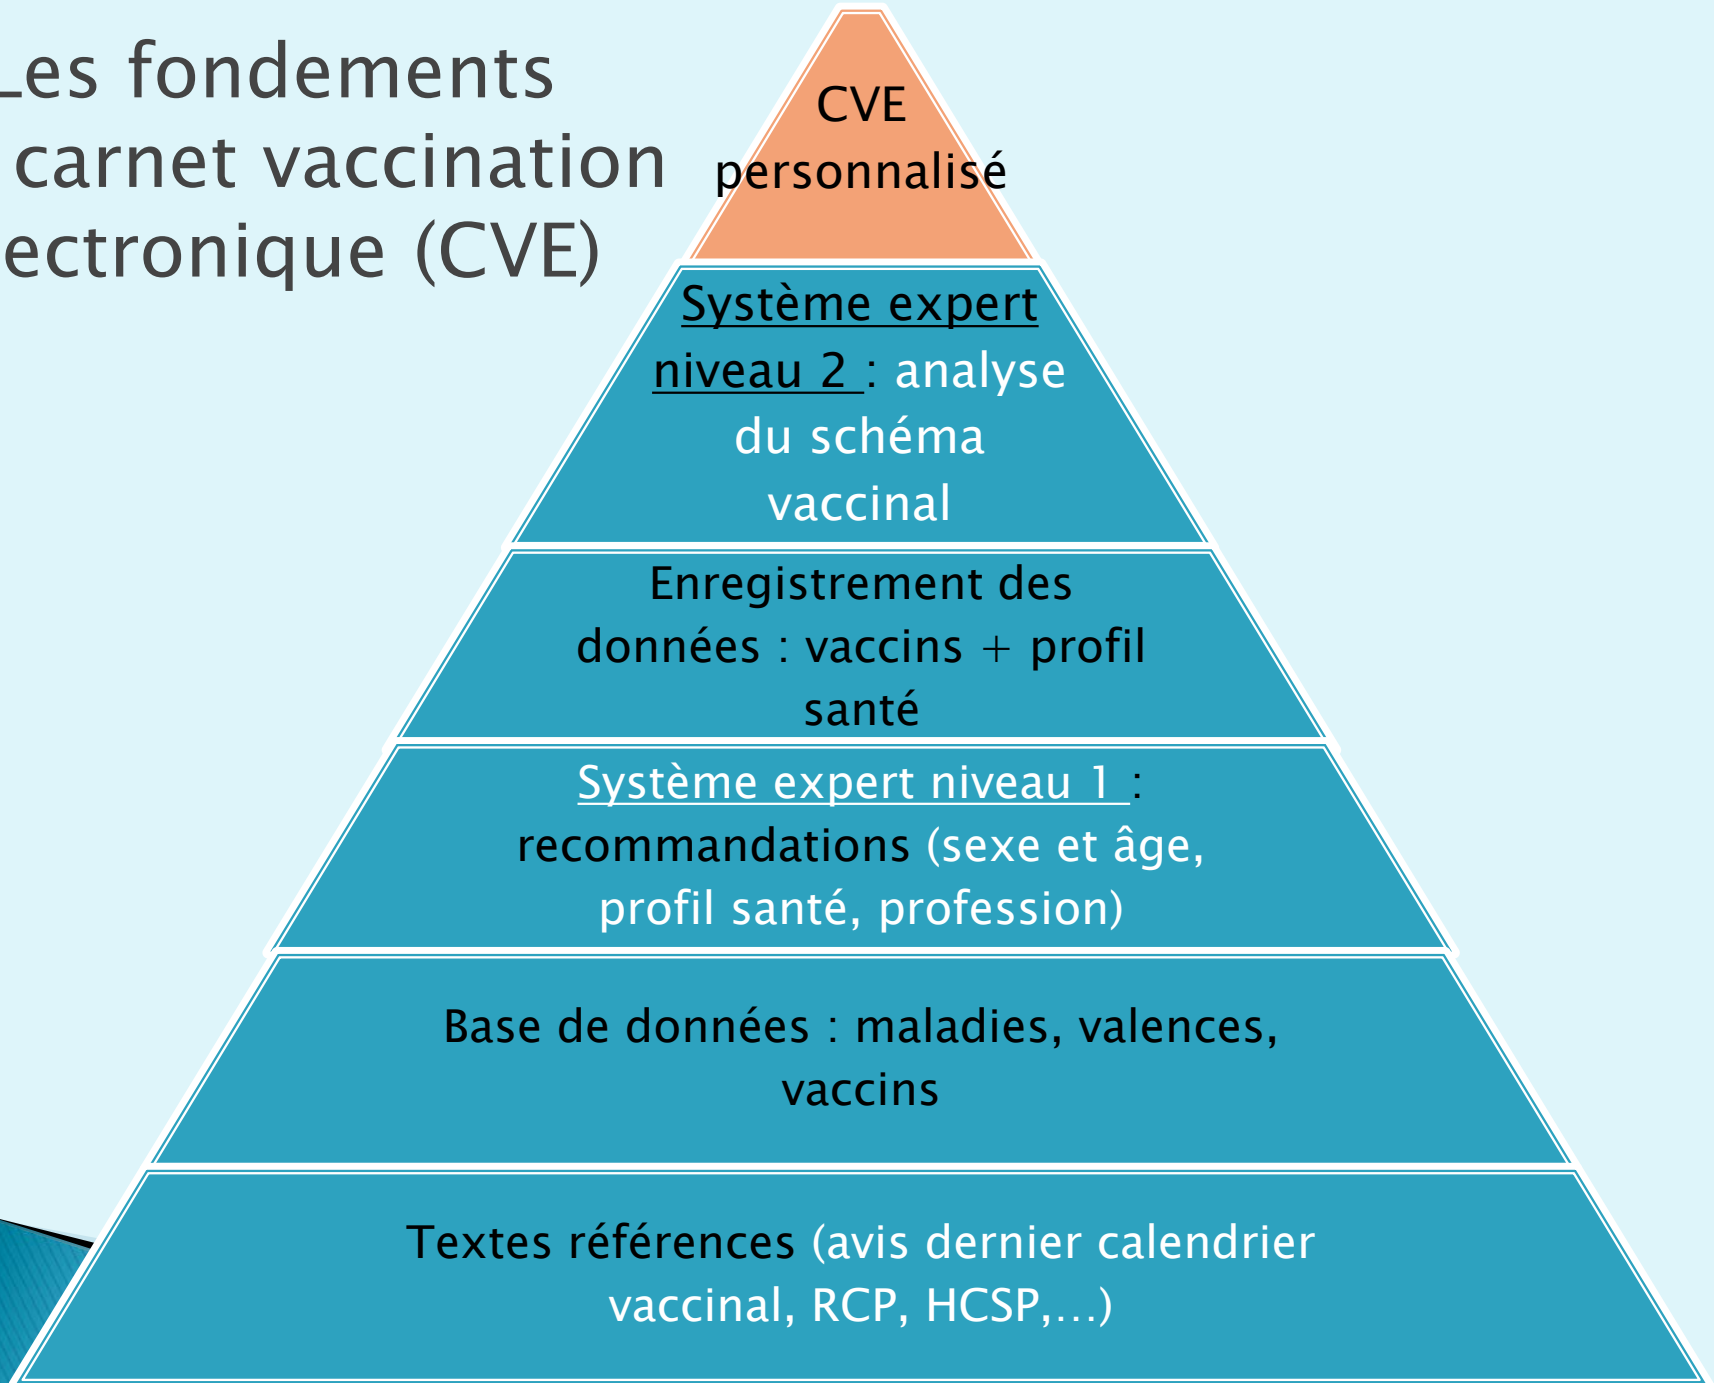 Les fondements
carnet vaccination
ectronique (CVE)
CVE
personnalisé
Système expert
niveau 2 : analyse
du schéma
vaccinal
Enregistrement des
données : vaccins + profil
santé
Système expert niveau 1 :
recommandations (sexe et âge,
profil santé, profession)
Base de données : maladies, valences,
vaccins
Textes références (avis dernier calendrier
vaccinal, RCP, HCSP,…)